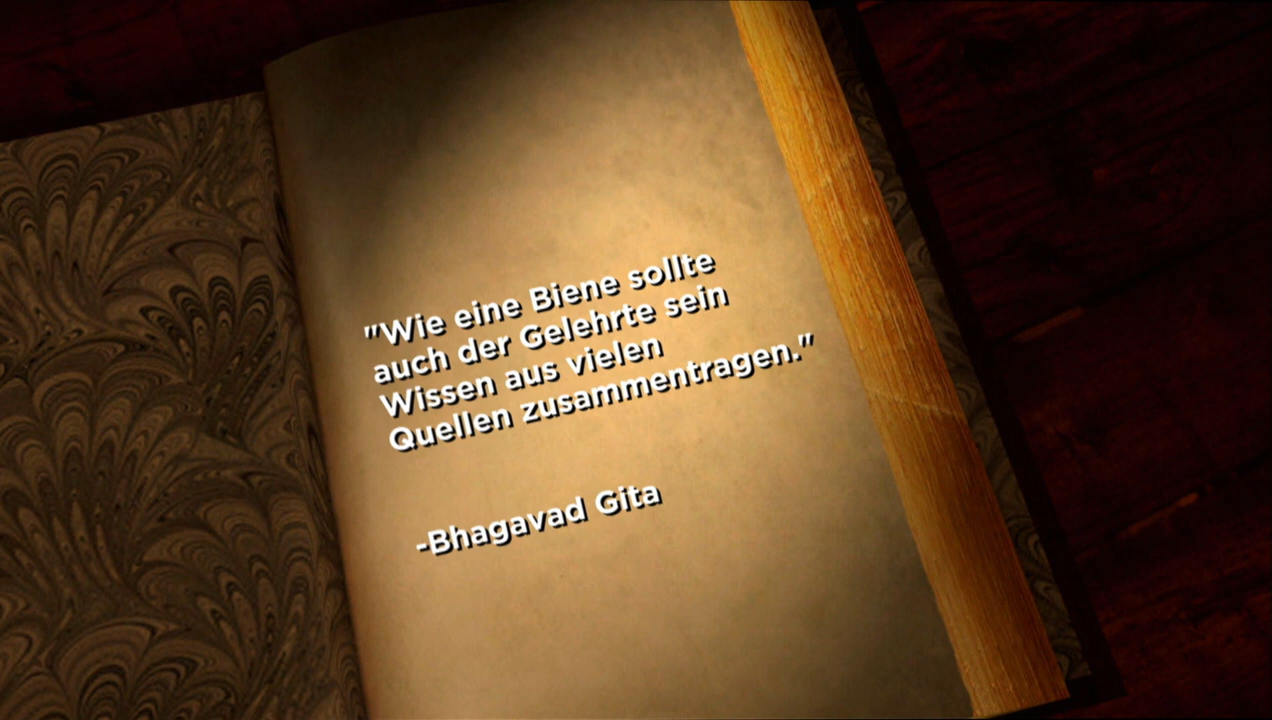 "Wie eine Biene sollte
auch der Gelehrte sein
Wissen aus vielen
Quellen zusammentragen."
-Bhagavad Gita